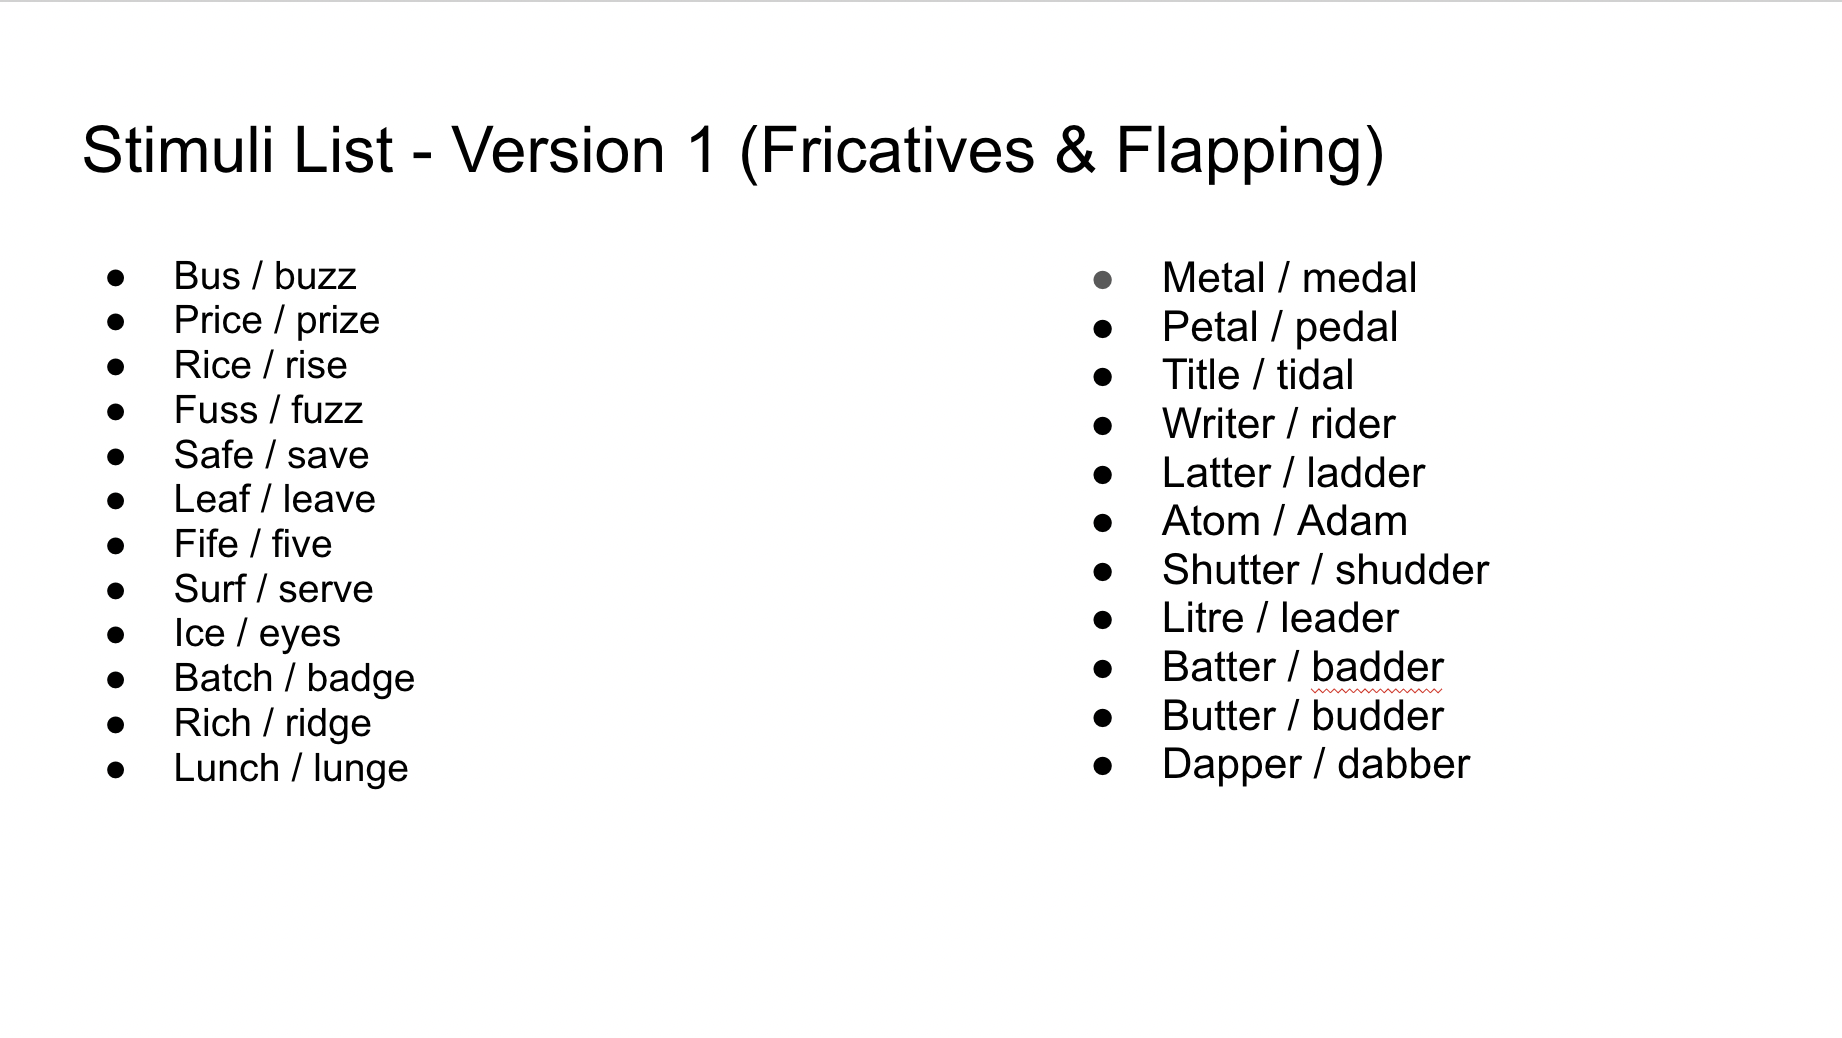 Stimuli List - Version 1 (Fricatives & Flapping)
● Bus / buzz
● Price / prize
● Rice / rise
● Fuss / fuzz
● Safe / save
● Leaf / leave
● Fife / five
● Surf / serve
● Ice / eyes
● Batch / badge
● Rich / ridge
● Lunch / lunge
● Metal / medal
● Petal / pedal
● Title / tidal
● Writer / rider
● Latter / ladder
● Atom / Adam
● Shutter / shudder
● Litre / leader
● Batter / badder
● Butter / budder
● Dapper / dabber